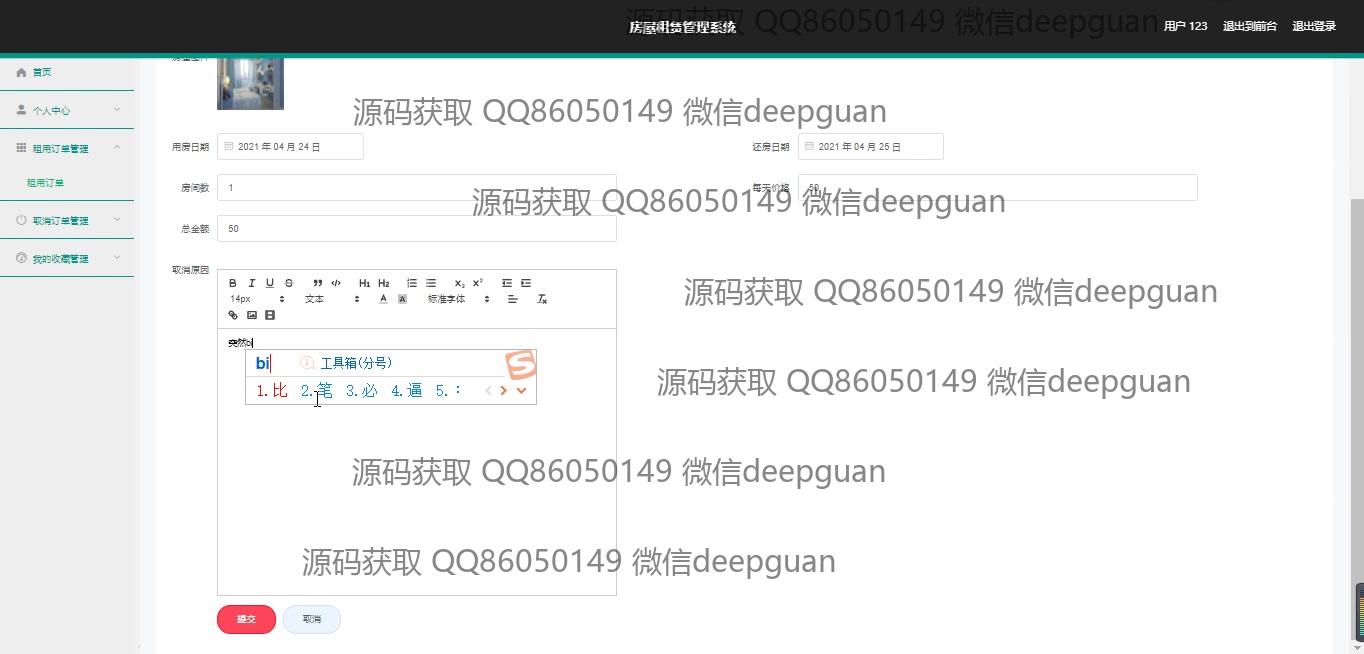 源码获取 QQ86050149 微信deepguan
房屋租赁管理系统
用户 123 退出到前台 退出登录
首页
个人中心
租用订单管理
租用订单
取消订单管理
我的收藏管理
房屋图片
源码获取 QQ86050149 微信deepguan
用房日期 2021 年 04 月 24 日
还房日期 2021 年 04 月 25 日
房间数 1
每天价格 50
源码获取 QQ86050149 微信deepguan
总金额 50
取消原因
B I U S ” </> H1 H2 X2 X2
源码获取 QQ86050149 微信deepguan
14px 文本 A A 标准字体 Tx
突然bi
bi 工具箱(分号)
1.比 2.笔 3.必 4.逼 5.：
源码获取 QQ86050149 微信deepguan
源码获取 QQ86050149 微信deepguan
源码获取 QQ86050149 微信deepguan
提交 取消